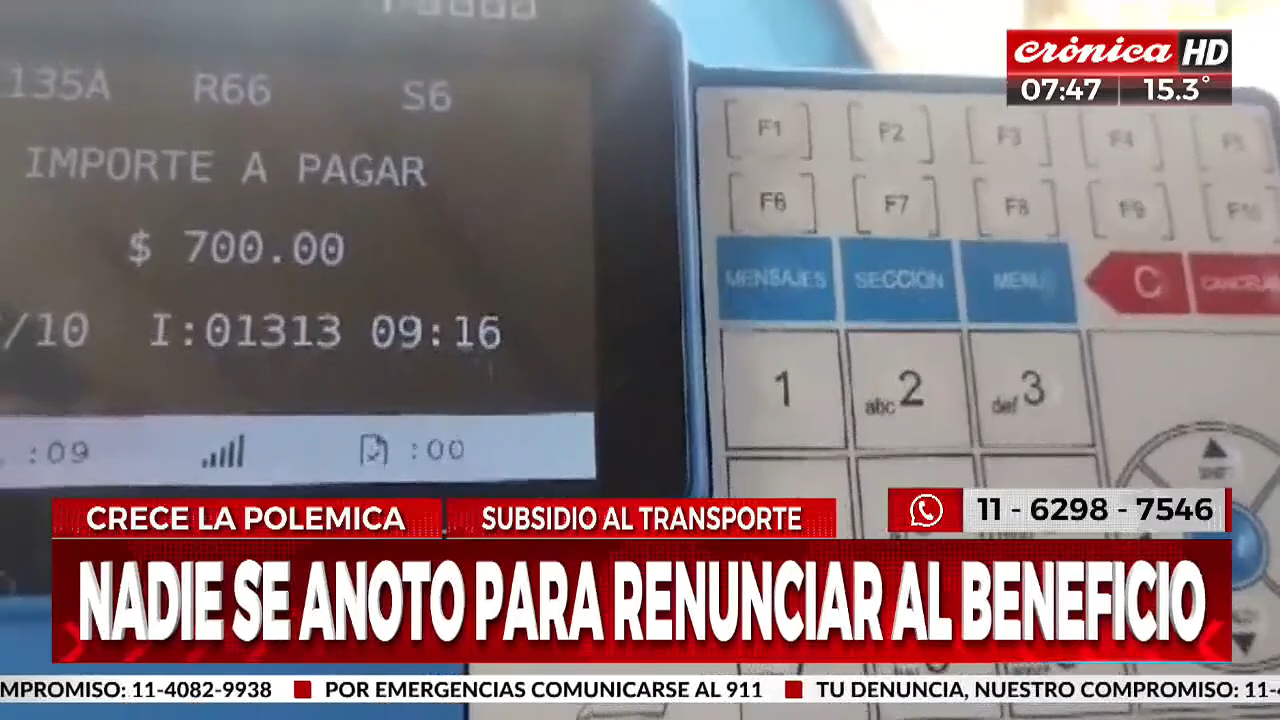 135A R66 S6
IMPORTE A PAGAR
$ 700.00
/10 I:01313 09:16
:09 :00
F1 F2 F3 F4
F6 F7 F8 F9 F10
MENSAJES SECCIÓN MENU C
1 abc 2 def 3
crónica HD
07:47 15.3°
CRECE LA POLEMICA SUBSIDIO AL TRANSPORTE
11 - 6298 - 7546
NADIE SE ANOTO PARA RENUNCIAR AL BENEFICIO
MPROMISO: 11-4082-9938 POR EMERGENCIAS COMUNICARSE AL 911 TU DENUNCIA, NUESTRO COMPROMISO: 11-4